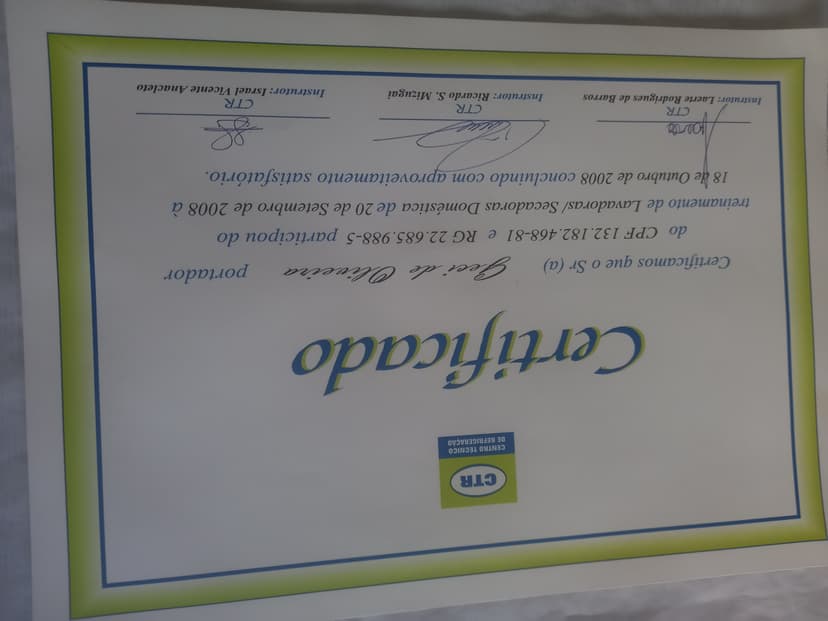 CTR
CENTRO TÉCNICO
DE REFRIGERAÇÃO
Certificado
Certificamos que o Sr (a) Geci de Oliveira portador
do CPF 132.182.468-81 e RG 22.685.988-5 participou do
treinamento de Lavadoras/ Secadoras Doméstica de 20 de Setembro de 2008 à
18 de Outubro de 2008 concluindo com aproveitamento satisfatório.
CTR
Instrutor: Laerte Rodrigues de Barros
CTR
Instrutor: Ricardo S. Mizugai
CTR
Instrutor: Israel Vicente Anacleto